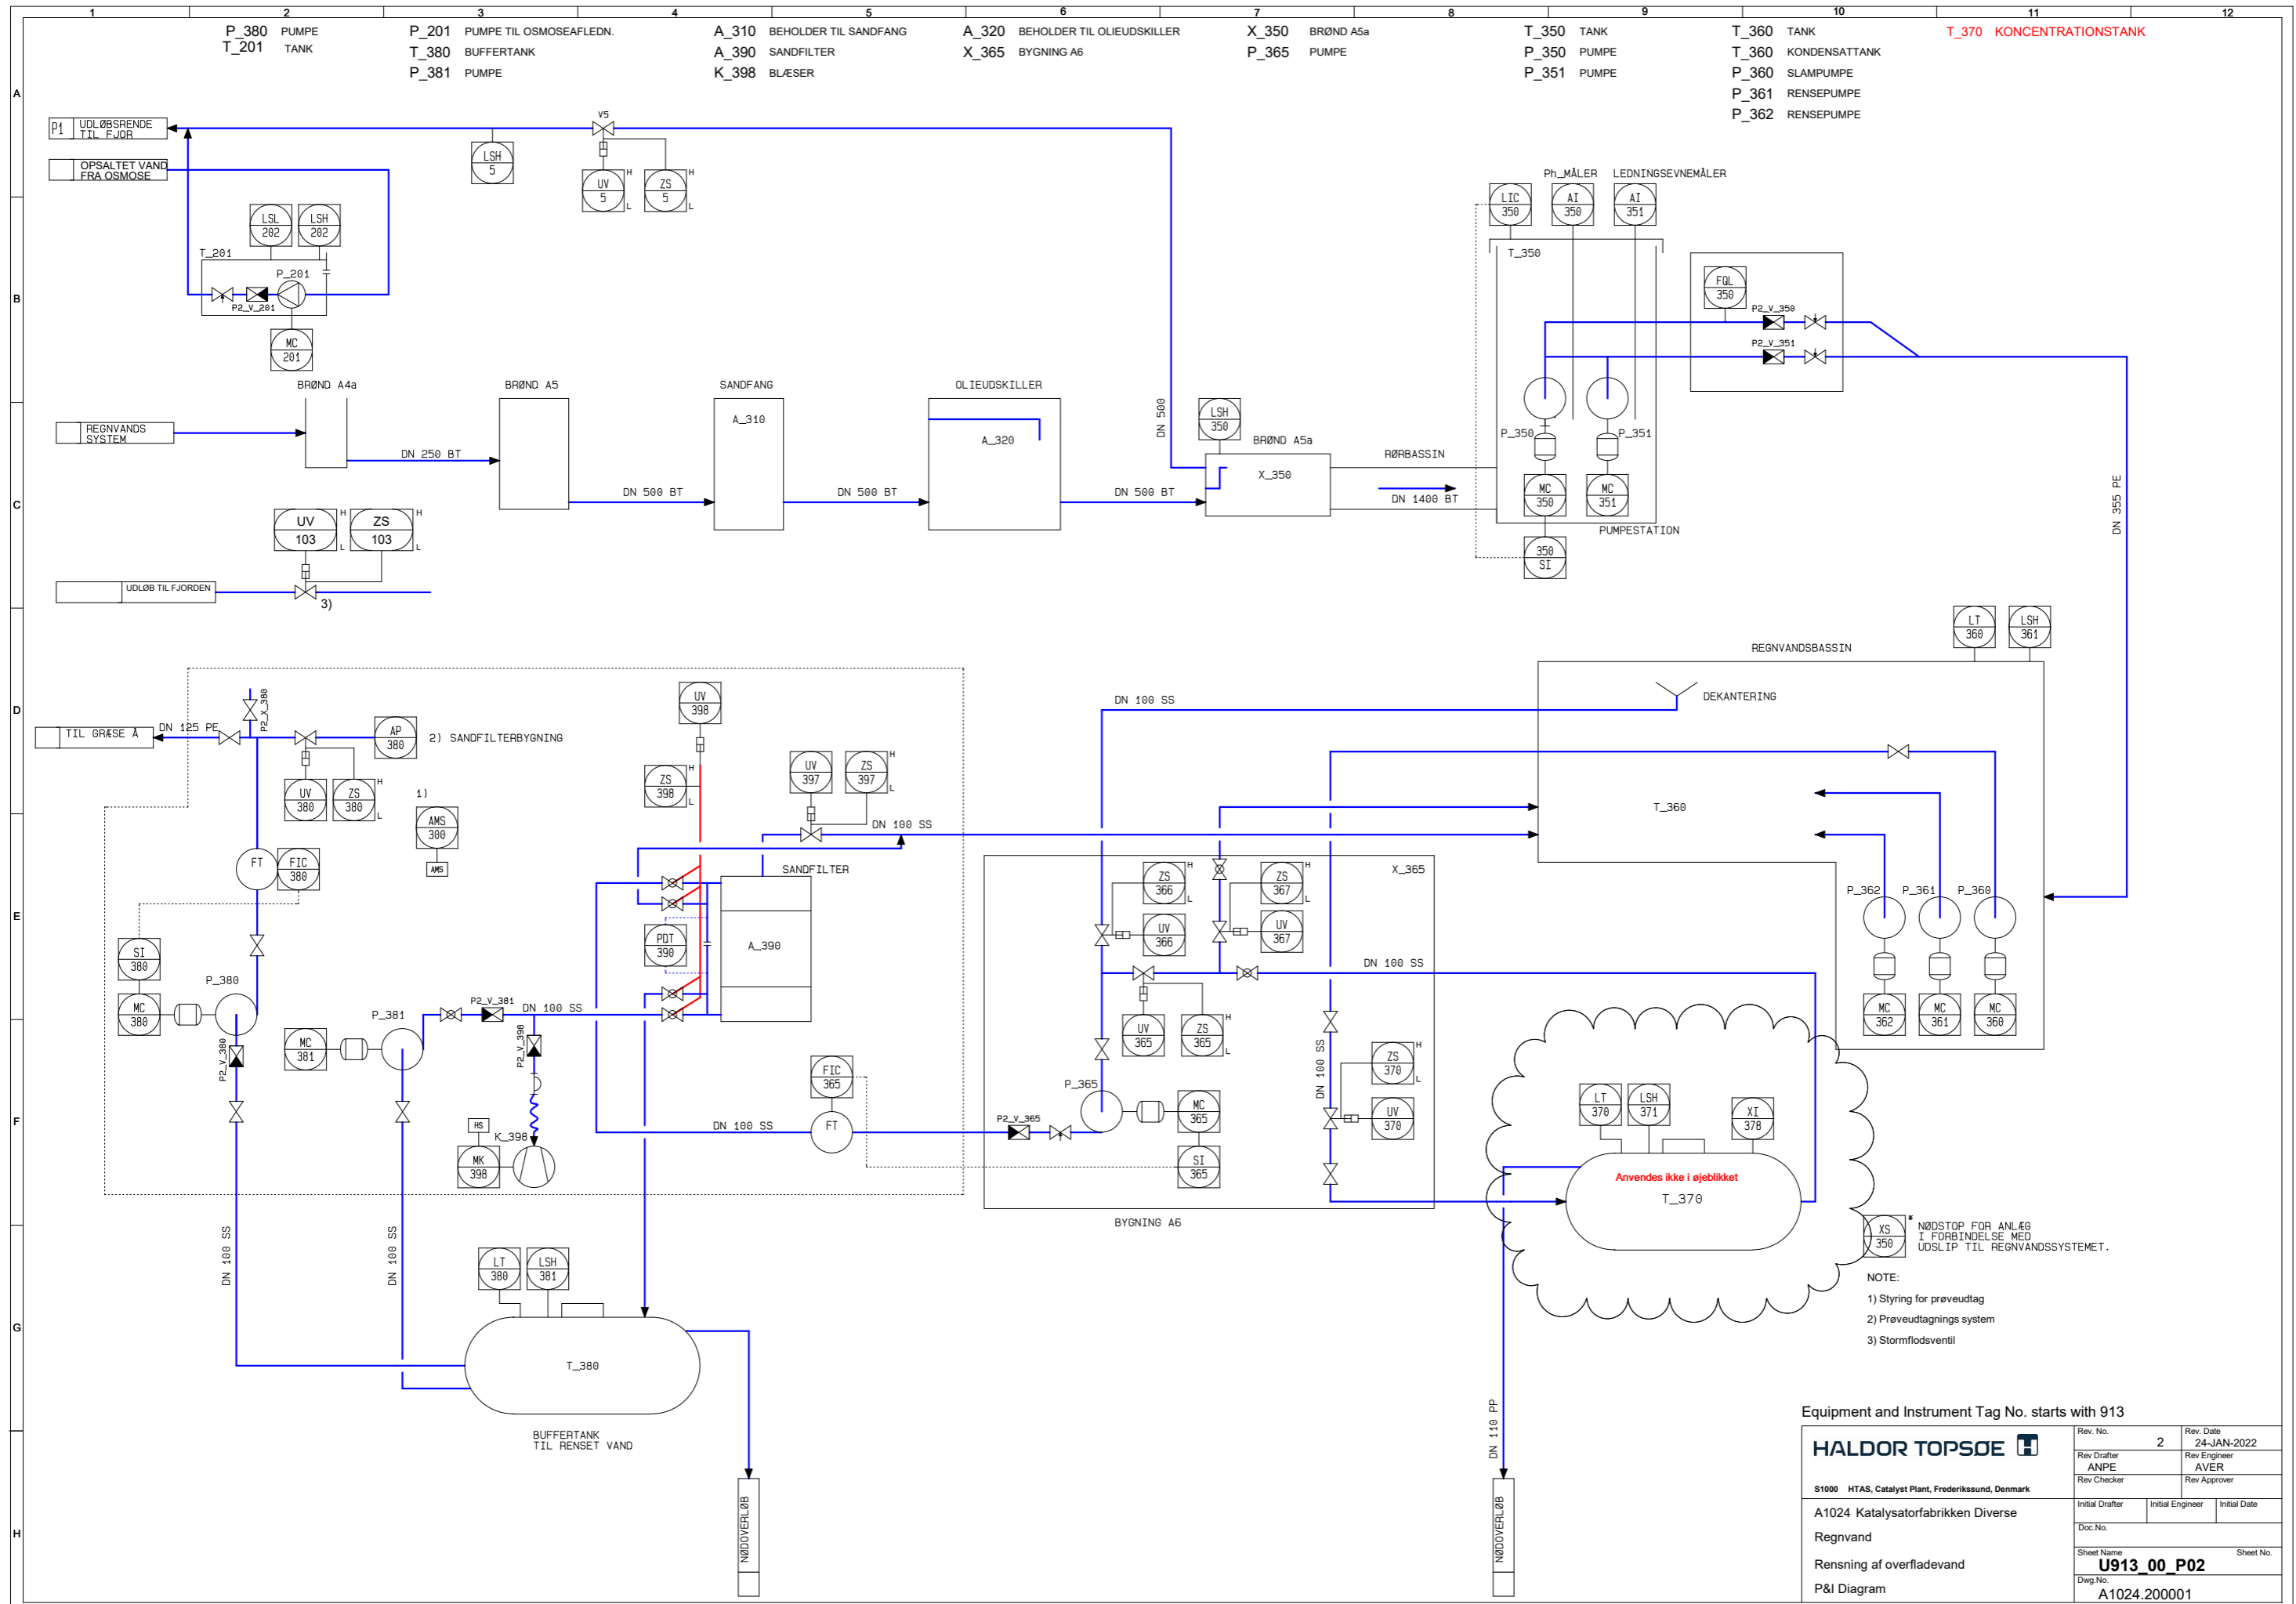 1 2 3 4 5 6 7 8 9 10 11 12
P_380 PUMPE
T_201 TANK
P_201 PUMPE TIL OSMOSEAFLEDN.
T_380 BUFFERTANK
P_381 PUMPE
A_310 BEHOLDER TIL SANDFANG
A_390 SANDFILTER
K_398 BLÆSER
A_320 BEHOLDER TIL OLIEUDSKILLER
X_365 BYGNING A6
X_350 BRØND A5a
P_365 PUMPE
T_350 TANK
P_350 PUMPE
P_351 PUMPE
T_360 TANK
T_360 KONDENSATTANK
P_360 SLAMPUMPE
P_361 RENSEPUMPE
P_362 RENSEPUMPE
T_370 KONCENTRATIONSTANK
A
P1 UDLØBSRENDE
TIL FJOR
OPSALTET VAND
FRA OSMOSE
LSH
5
V5
UV
5
H
L
ZS
5
H
L
Ph_MÅLER LEDNINGSEVNEMÅLER
LIC
350
AI
350
AI
351
B
LSL
202
LSH
202
T_201
P_201
P2_V_201
MC
201
T_350
FQL
350
P2_V_350
P2_V_351
BRØND A4a
BRØND A5
SANDFANG
OLIEUDSKILLER
DN 500
LSH
350
BRØND A5a
A_310
A_320
X_350
RØRBASSIN
P_350
P_351
C
REGNVANDS
SYSTEM
DN 250 BT
DN 500 BT
DN 500 BT
DN 500 BT
DN 1400 BT
MC
350
MC
351
PUMPESTATION
350
SI
DN 355 PE
UV
103
H
L
ZS
103
H
L
UDLØB TIL FJORDEN
3)
LT
360
LSH
361
REGNVANDSBASSIN
D
P2_X_380
TIL GRÆSE Å
DN 125 PE
AP
380
2) SANDFILTERBYGNING
UV
380
ZS
380
H
L
1)
AMS
300
AMS
UV
398
ZS
398
H
L
UV
397
ZS
397
H
L
DN 100 SS
DN 100 SS
DEKANTERING
T_360
E
FT
FIC
380
SANDFILTER
A_390
PDT
390
SI
380
MC
380
P_380
X_365
ZS
366
H
L
UV
366
ZS
367
H
L
UV
367
DN 100 SS
P_362
P_361
P_360
MC
362
MC
361
MC
360
F
P_381
MC
381
P2_V_381
DN 100 SS
P2_V_380
P2_V_398
HS
MK
398
K_398
FIC
365
FT
DN 100 SS
P2_V_365
P_365
MC
365
SI
365
UV
365
ZS
365
H
L
DN 100 SS
ZS
370
H
L
UV
370
BYGNING A6
LT
370
LSH
371
XI
378
Anvendes ikke i øjeblikket
T_370
XS
350
*
NØDSTOP FOR ANLÆG
I FORBINDELSE MED
UDSLIP TIL REGNVANDSSYSTEMET.
NOTE:
1) Styring for prøveudtag
2) Prøveudtagnings system
3) Stormflodsventil
G
DN 100 SS
DN 100 SS
LT
380
LSH
381
T_380
BUFFERTANK
TIL RENSET VAND
NØDOVERLØB
DN 110 PP
NØDOVERLØB
H
Equipment and Instrument Tag No. starts with 913
HALDOR TOPSØE
S1000 HTAS, Catalyst Plant, Frederikssund, Denmark
A1024 Katalysatorfabrikken Diverse
Regnvand
Rensning af overfladevand
P&I Diagram
Rev. No. 2
Rev. Date 24-JAN-2022
Rev Drafter ANPE
Rev Engineer AVER
Rev Checker
Rev Approver
Initial Drafter
Initial Engineer
Initial Date
Doc.No.
Sheet Name U913_00_P02
Sheet No.
Dwg.No. A1024.200001